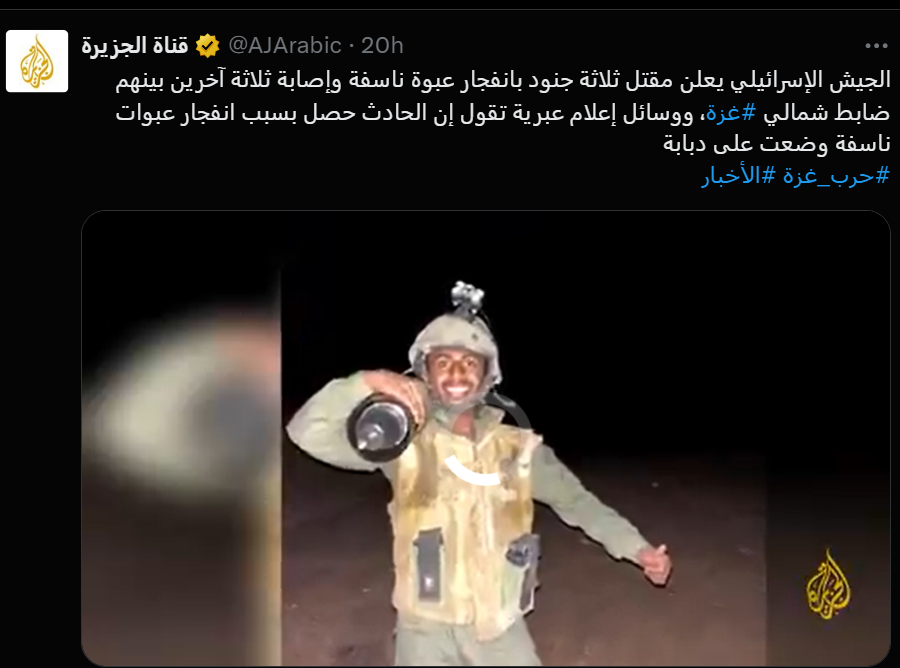 قناة الجزيرة @AJArabic · 20h
الجيش الإسرائيلي يعلن مقتل ثلاثة جنود بانفجار عبوة ناسفة وإصابة ثلاثة آخرين بينهم
ضابط شمالي #غزة، ووسائل إعلام عبرية تقول إن الحادث حصل بسبب انفجار عبوات
ناسفة وضعت على دبابة
#حرب_غزة #الأخبار